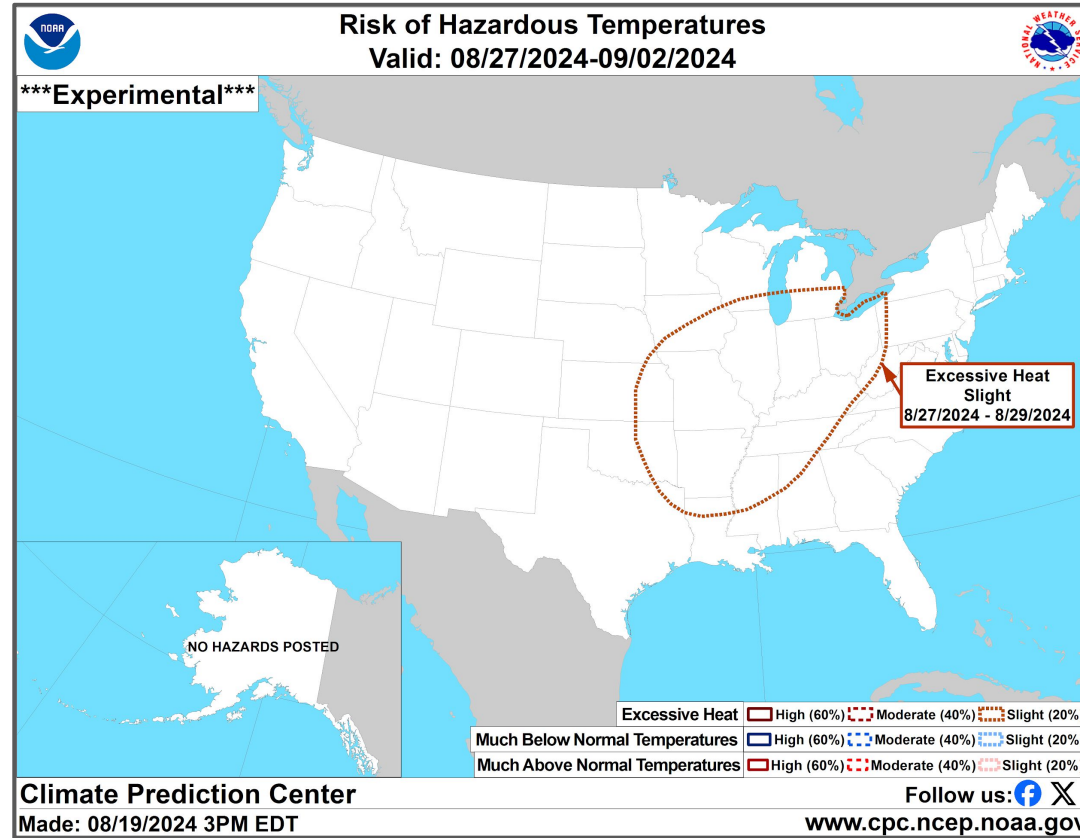 NOAA
Risk of Hazardous Temperatures
Valid: 08/27/2024-09/02/2024
NATIONAL WEATHER SERVICE
***Experimental***
Excessive Heat
Slight
8/27/2024 - 8/29/2024
NO HAZARDS POSTED
Excessive Heat High (60%) Moderate (40%) Slight (20%
Much Below Normal Temperatures High (60%) Moderate (40%) Slight (20%
Much Above Normal Temperatures High (60%) Moderate (40%) Slight (20%
Climate Prediction Center
Follow us:
Made: 08/19/2024 3PM EDT
www.cpc.ncep.noaa.gov